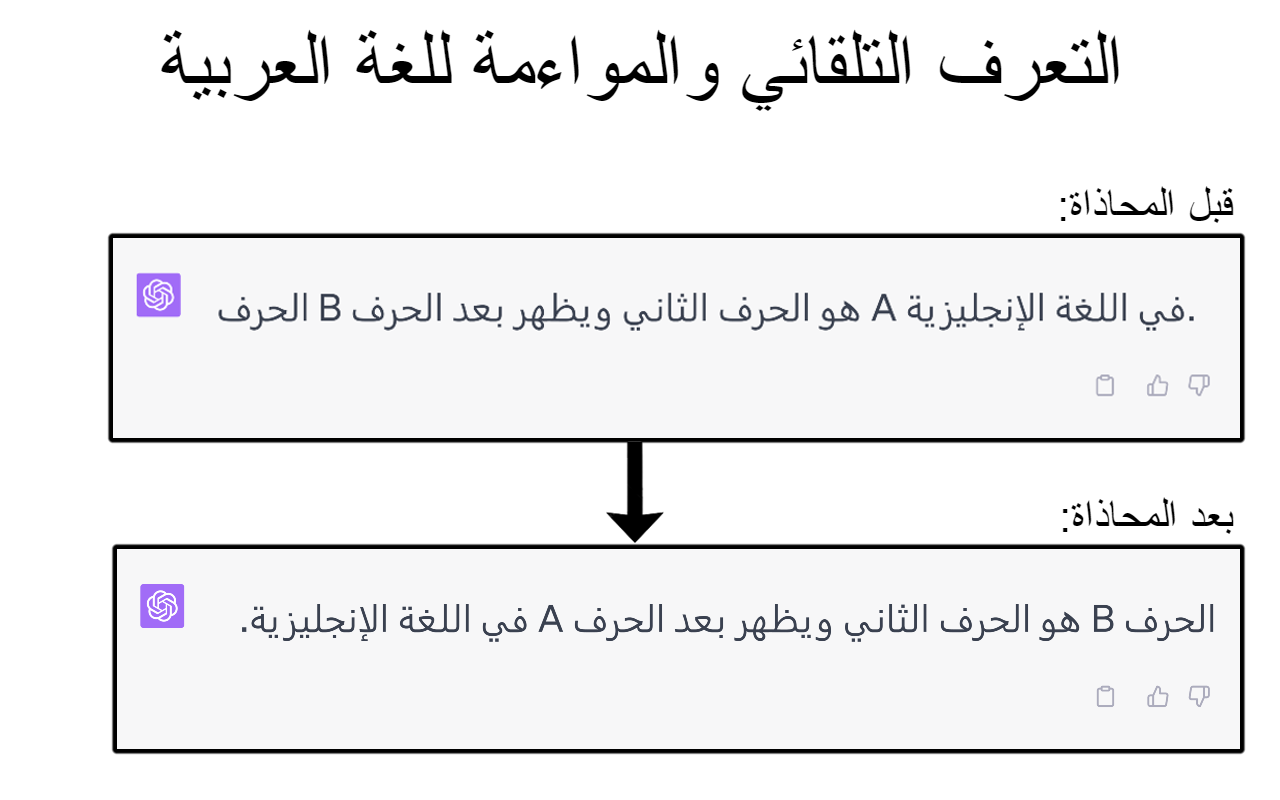 التعرف التلقائي والمواءمة للغة العربية
قبل المحاذاة:
.في اللغة الإنجليزية A هو الحرف الثاني ويظهر بعد الحرف B الحرف
بعد المحاذاة:
الحرف B هو الحرف الثاني ويظهر بعد الحرف A في اللغة الإنجليزية.